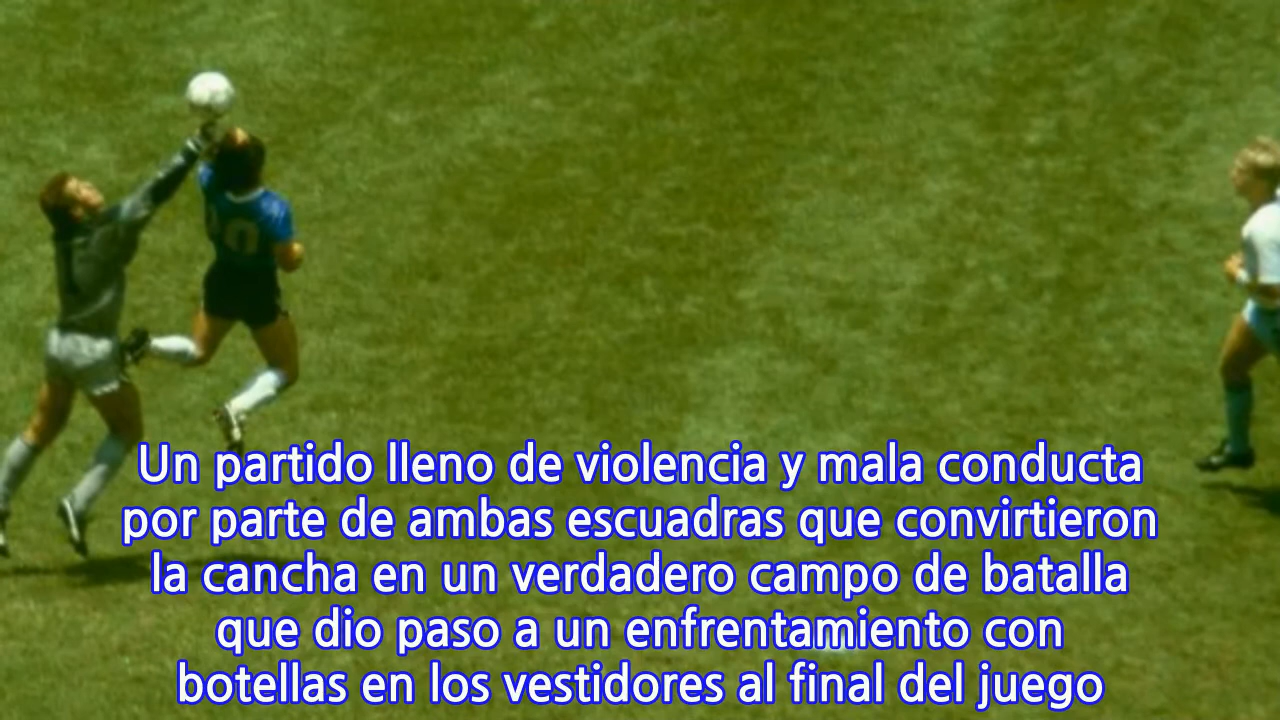 Un partido lleno de violencia y mala conducta
por parte de ambas escuadras que convirtieron
la cancha en un verdadero campo de batalla
que dio paso a un enfrentamiento con
botellas en los vestidores al final del juego